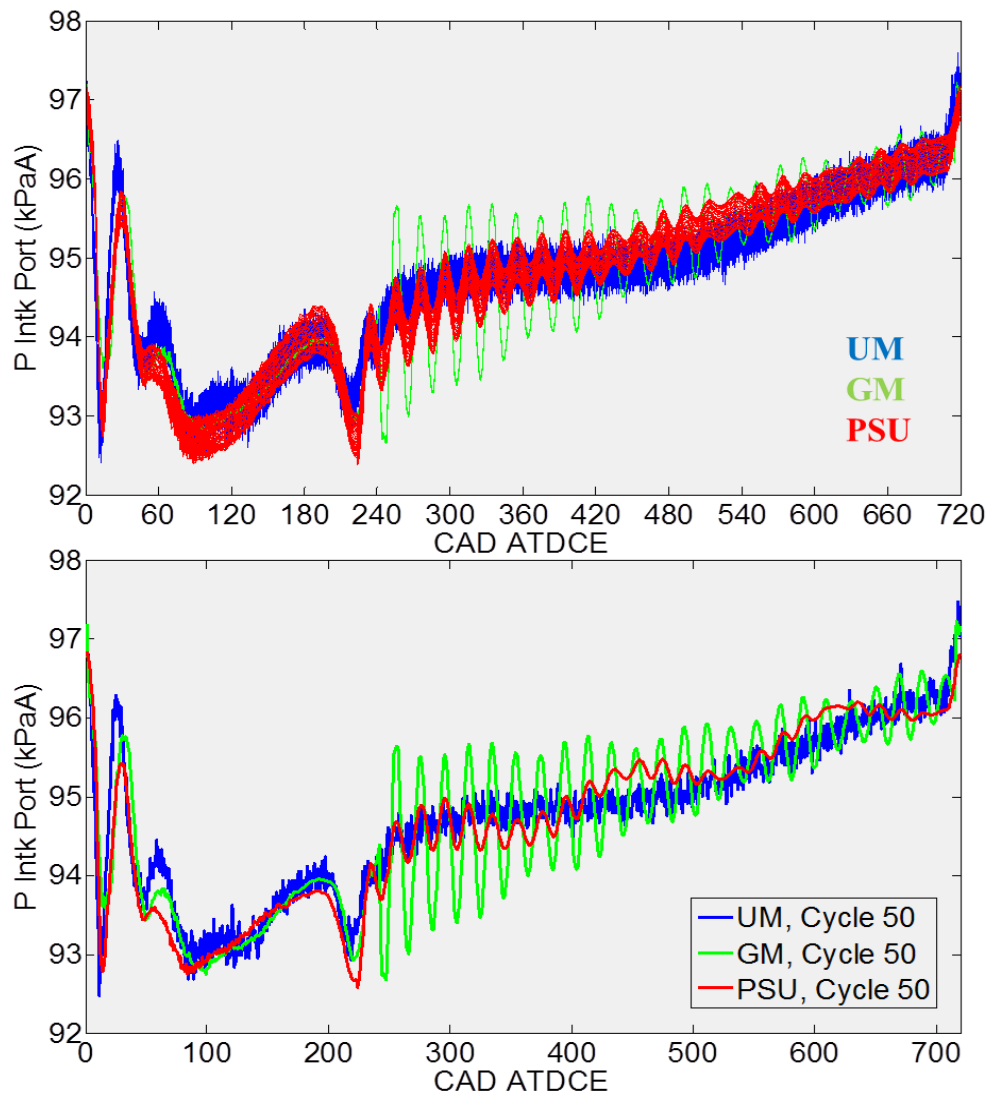 98
97
96
95
94
93
92
P Intk Port (kPaA)
UM
GM
PSU
0 60 120 180 240 300 360 420 480 540 600 660 720
CAD ATDCE
98
97
96
95
94
93
92
P Intk Port (kPaA)
UM, Cycle 50
GM, Cycle 50
PSU, Cycle 50
0 100 200 300 400 500 600 700
CAD ATDCE